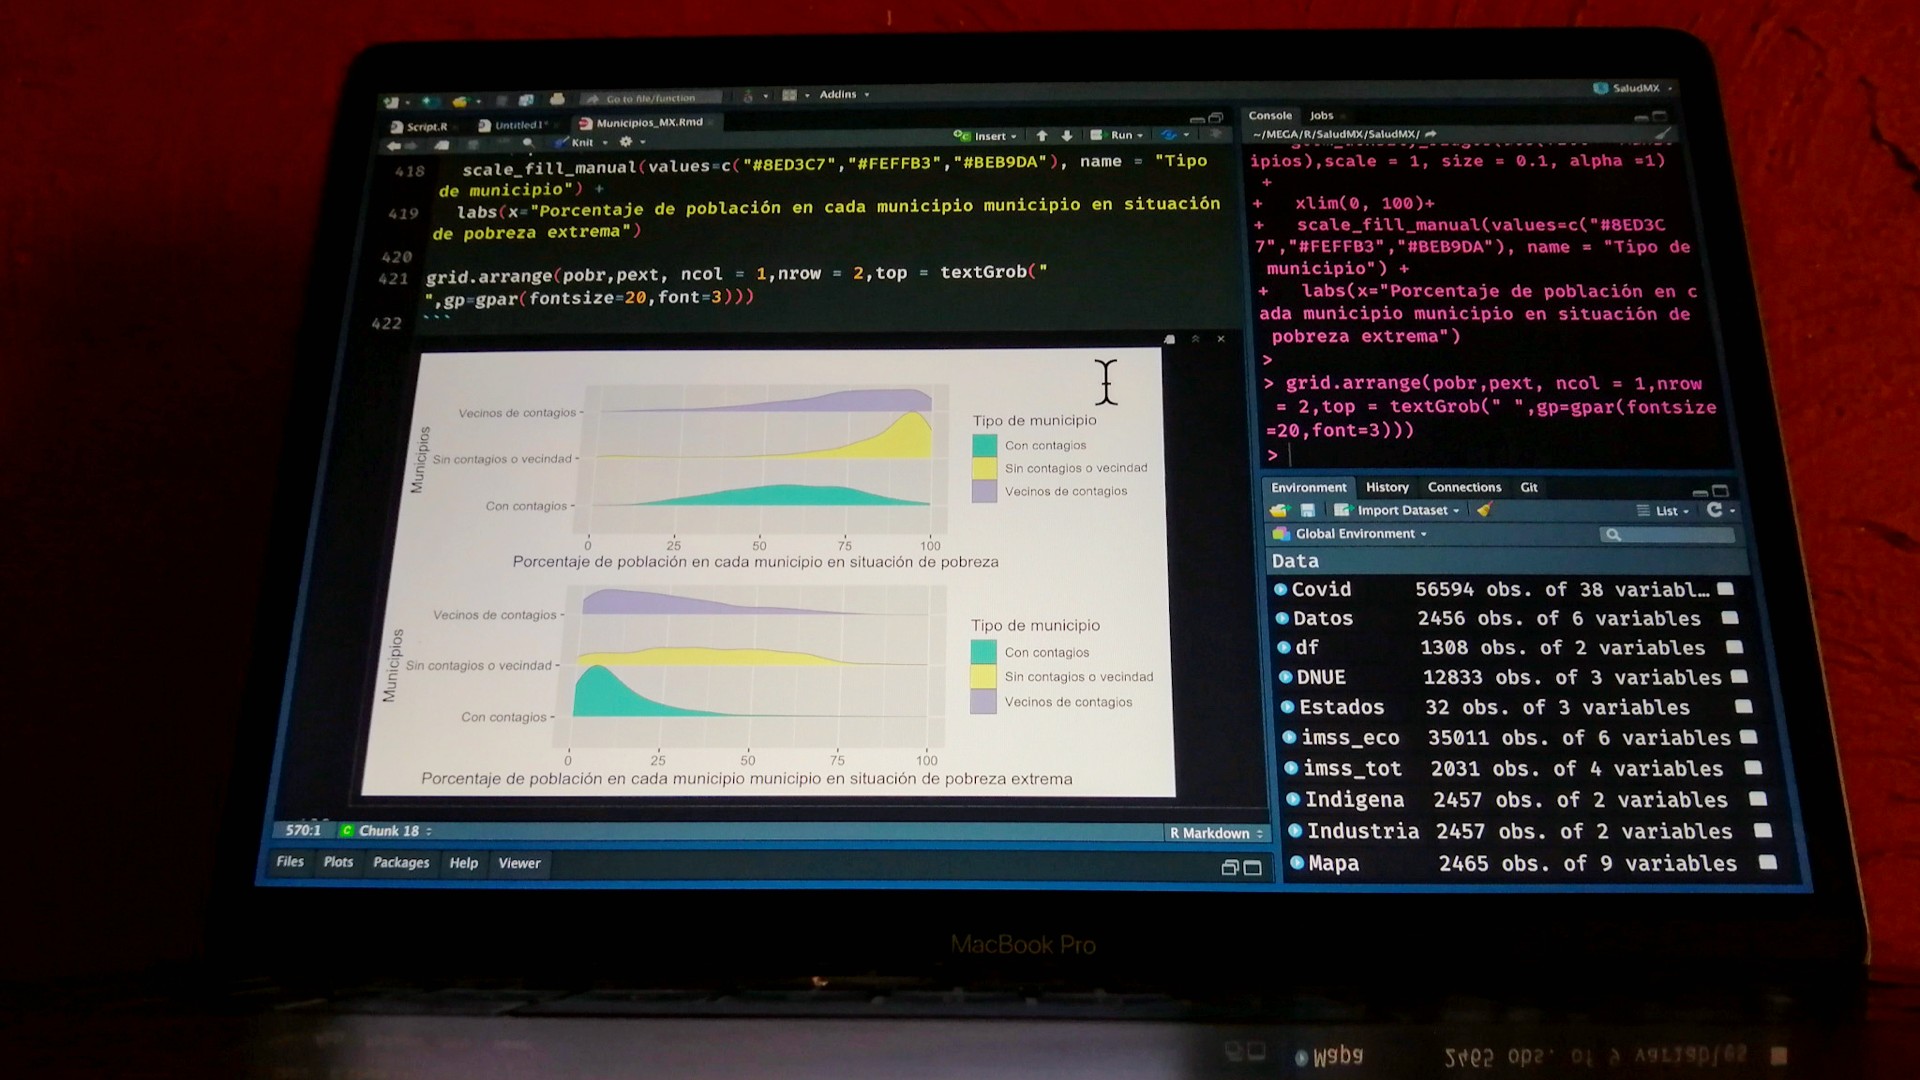 Go to file/function
Addins
SaludMX
Script.R
Untitled1*
Municipios_MX.Rmd
Knit
Insert
Run
418
scale_fill_manual(values=c("#8ED3C7","#FEFFB3","#BEB9DA"), name = "Tipo
de municipio") +
419
labs(x="Porcentaje de población en cada municipio municipio en situación
de pobreza extrema")
420
421
grid.arrange(pobr,pext, ncol = 1,nrow = 2,top = textGrob("
",gp=gpar(fontsize=20,font=3)))
422
```
Municipios
Vecinos de contagios
Sin contagios o vecindad
Con contagios
0 25 50 75 100
Porcentaje de población en cada municipio en situación de pobreza
Tipo de municipio
Con contagios
Sin contagios o vecindad
Vecinos de contagios
Municipios
Vecinos de contagios
Sin contagios o vecindad
Con contagios
0 25 50 75 100
Porcentaje de población en cada municipio municipio en situación de pobreza extrema
Tipo de municipio
Con contagios
Sin contagios o vecindad
Vecinos de contagios
570:1
C Chunk 18
R Markdown
Files Plots Packages Help Viewer
Console Jobs
~/MEGA/R/SaludMX/SaludMX/
ipios),scale = 1, size = 0.1, alpha =1)
+
+ xlim(0, 100)+
+ scale_fill_manual(values=c("#8ED3C
7","#FEFFB3","#BEB9DA"), name = "Tipo de
municipio") +
+ labs(x="Porcentaje de población en c
ada municipio municipio en situación de
pobreza extrema")
>
> grid.arrange(pobr,pext, ncol = 1,nrow
= 2,top = textGrob(" ",gp=gpar(fontsize
=20,font=3)))
>
Environment History Connections Git
Import Dataset
List
Global Environment
Data
Covid 56594 obs. of 38 variabl…
Datos 2456 obs. of 6 variables
df 1308 obs. of 2 variables
DNUE 12833 obs. of 3 variables
Estados 32 obs. of 3 variables
imss_eco 35011 obs. of 6 variables
imss_tot 2031 obs. of 4 variables
Indigena 2457 obs. of 2 variables
Industria 2457 obs. of 2 variables
Mapa 2465 obs. of 9 variables
MacBook Pro